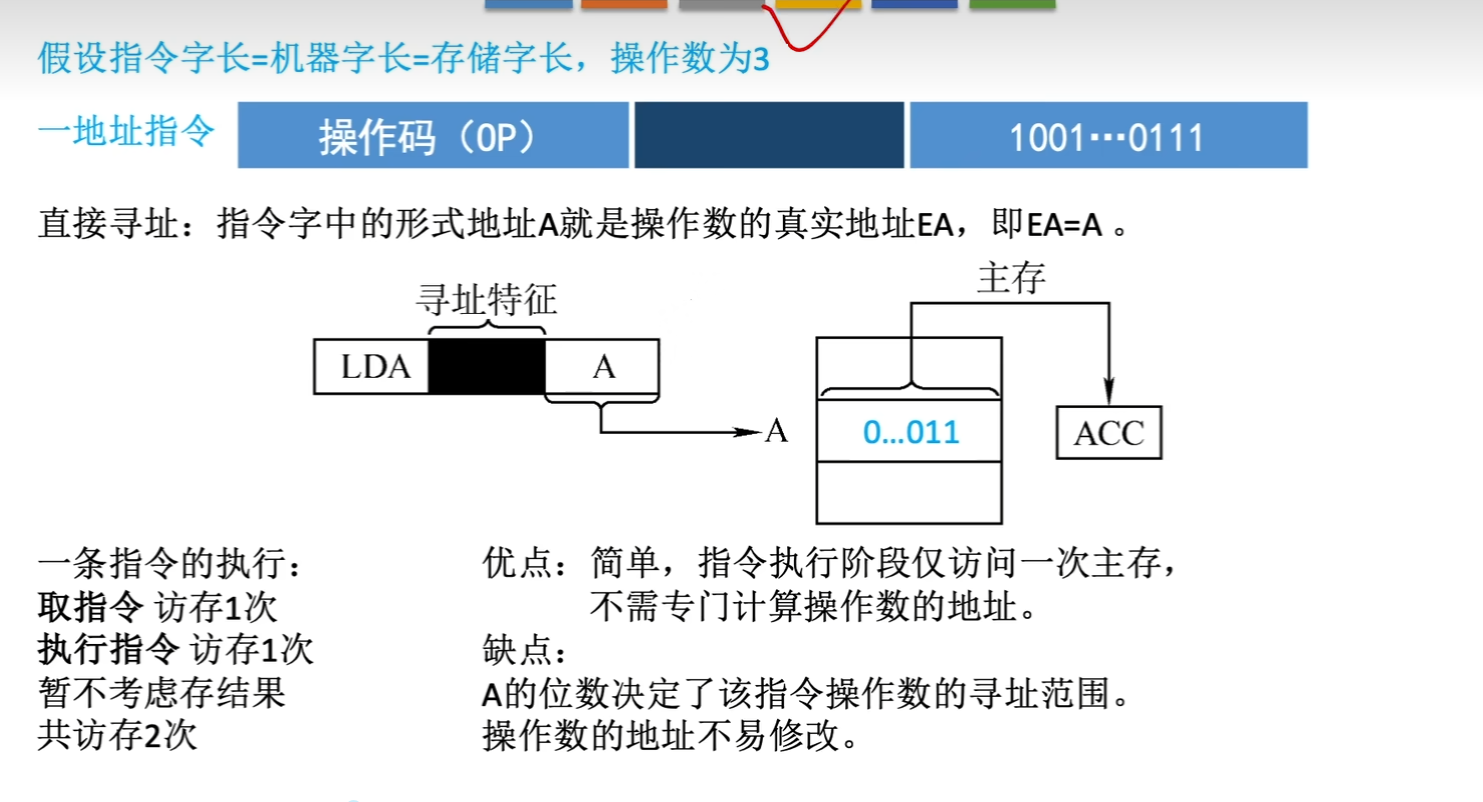 假设指令字长=机器字长=存储字长，操作数为3
一地址指令 操作码（OP） 1001…0111
直接寻址：指令字中的形式地址A就是操作数的真实地址EA，即EA=A 。
主存
寻址特征
LDA A
A 0…011 ACC
一条指令的执行：
取指令 访存1次
执行指令 访存1次
暂不考虑存结果
共访存2次
优点：简单，指令执行阶段仅访问一次主存，
不需专门计算操作数的地址。
缺点：
A的位数决定了该指令操作数的寻址范围。
操作数的地址不易修改。